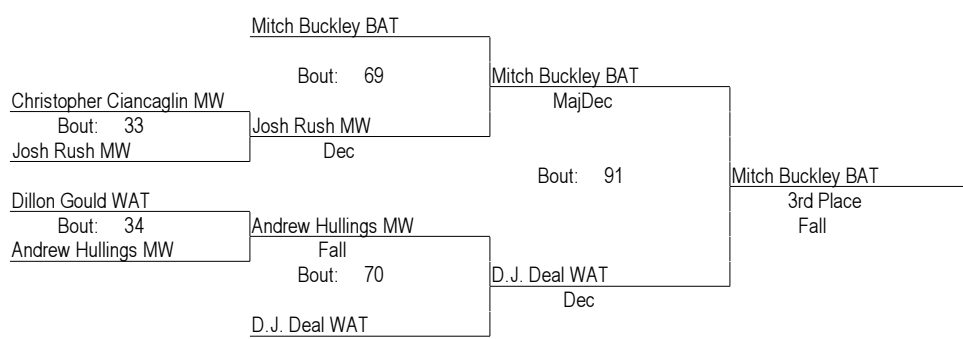 Mitch Buckley BAT
Bout: 69
Mitch Buckley BAT
Christopher Ciancaglin MW
MajDec
Bout: 33
Josh Rush MW
Josh Rush MW
Dec
Bout: 91
Mitch Buckley BAT
Dillon Gould WAT
3rd Place
Bout: 34
Andrew Hullings MW
Fall
Andrew Hullings MW
Fall
Bout: 70
D.J. Deal WAT
Dec
D.J. Deal WAT